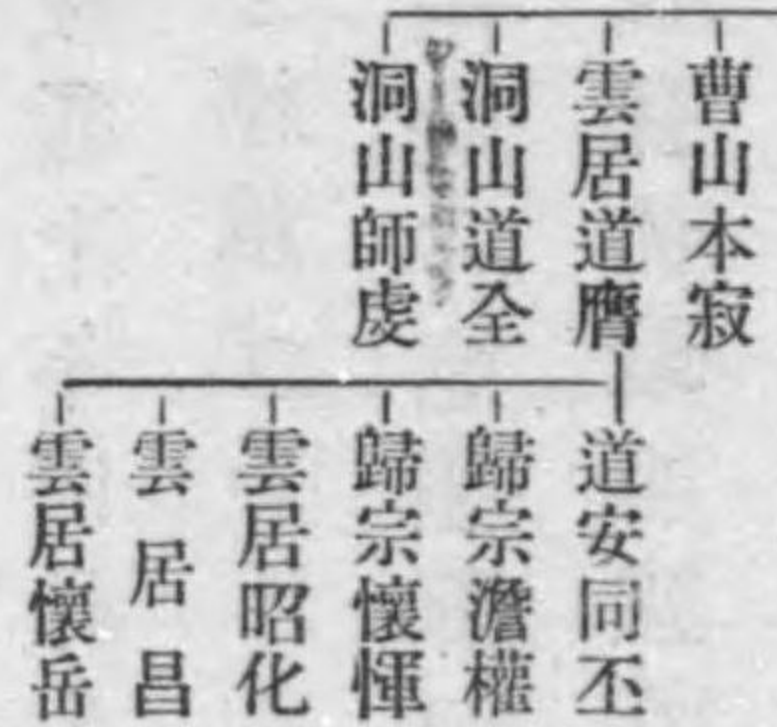 曹山本寂
雲居道膺
洞山道全
洞山師虔
道安同丕
歸宗澹權
歸宗懷惲
雲居昭化
雲居昌
雲居懷岳